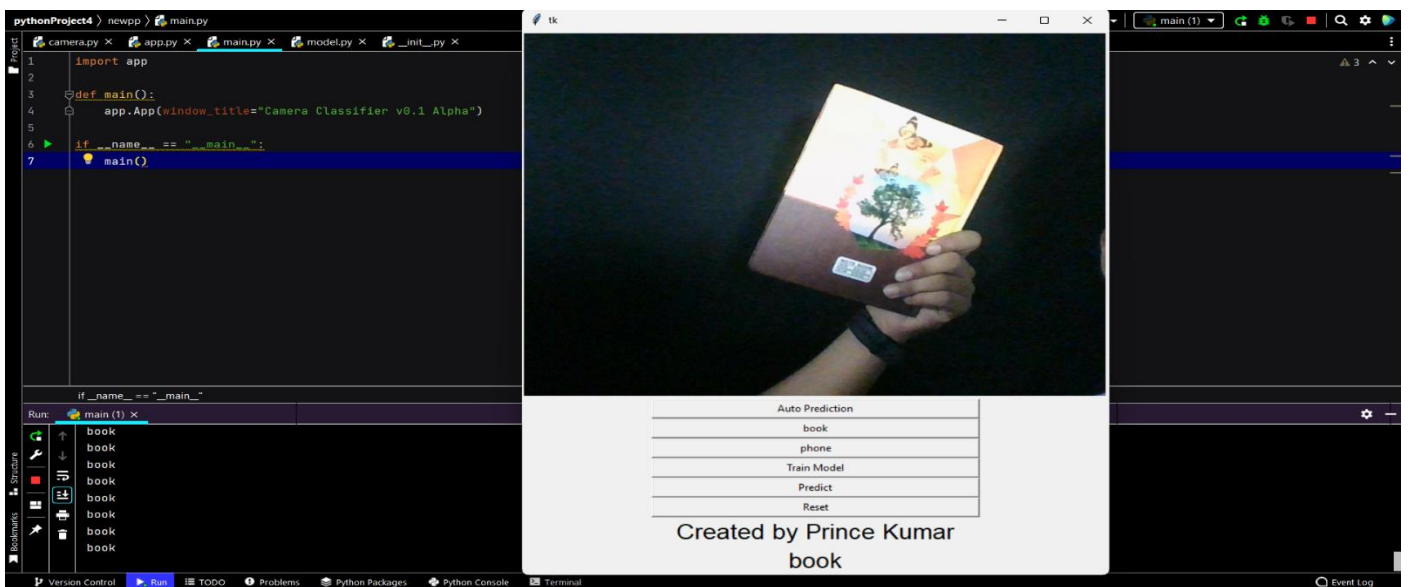 pythonProject4 newpp main.py
tk
main (1)
Project
camera.py app.py main.py model.py __init__.py
1 import app
2
3 def main():
4 app.App(window_title="Camera Classifier v0.1 Alpha")
5
6 if __name__ == "__main__":
7 main()
3
if __name__ == "__main__"
Run: main (1)
book
book
book
book
book
book
book
book
Structure
Bookmarks
Auto Prediction
book
phone
Train Model
Predict
Reset
Created by Prince Kumar
book
Version Control Run TODO Problems Python Packages Python Console Terminal Event Log